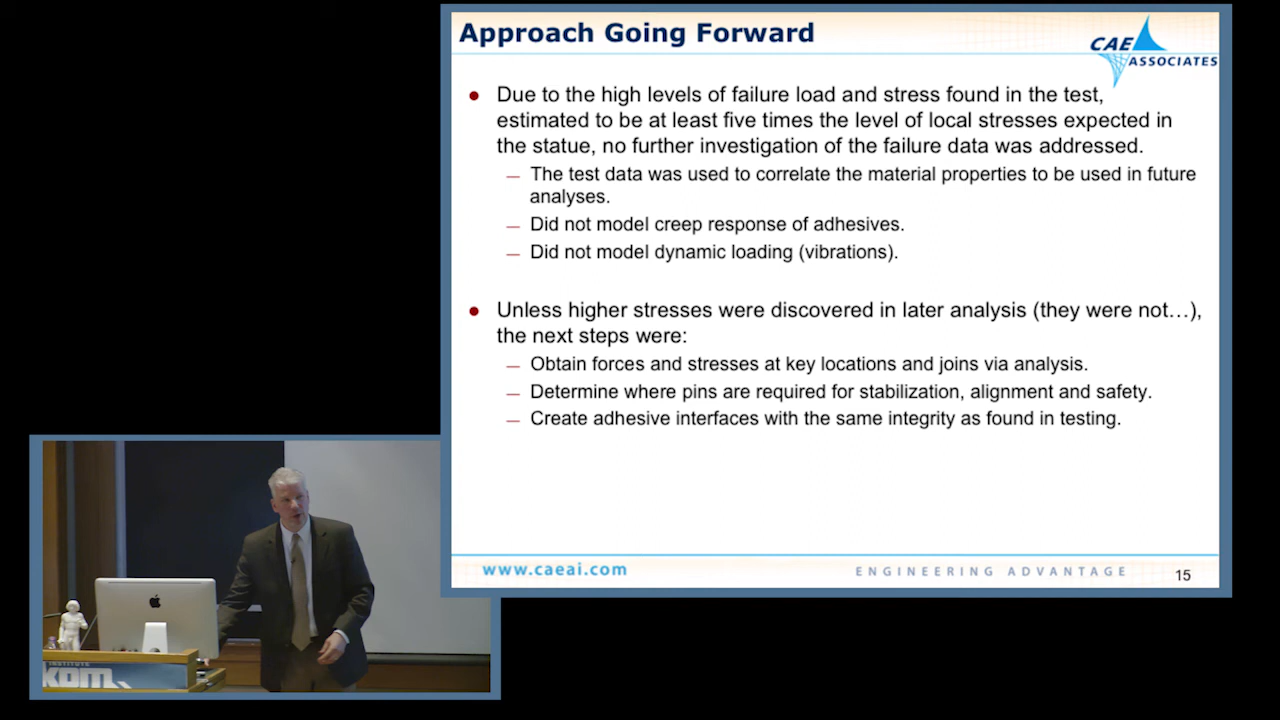 Approach Going Forward
CAE
ASSOCIATES
Due to the high levels of failure load and stress found in the test,
estimated to be at least five times the level of local stresses expected in
the statue, no further investigation of the failure data was addressed.
— The test data was used to correlate the material properties to be used in future
analyses.
— Did not model creep response of adhesives.
— Did not model dynamic loading (vibrations).
Unless higher stresses were discovered in later analysis (they were not…),
the next steps were:
— Obtain forces and stresses at key locations and joins via analysis.
— Determine where pins are required for stabilization, alignment and safety.
— Create adhesive interfaces with the same integrity as found in testing.
www.caeai.com
ENGINEERING ADVANTAGE
15
INSTITUTE